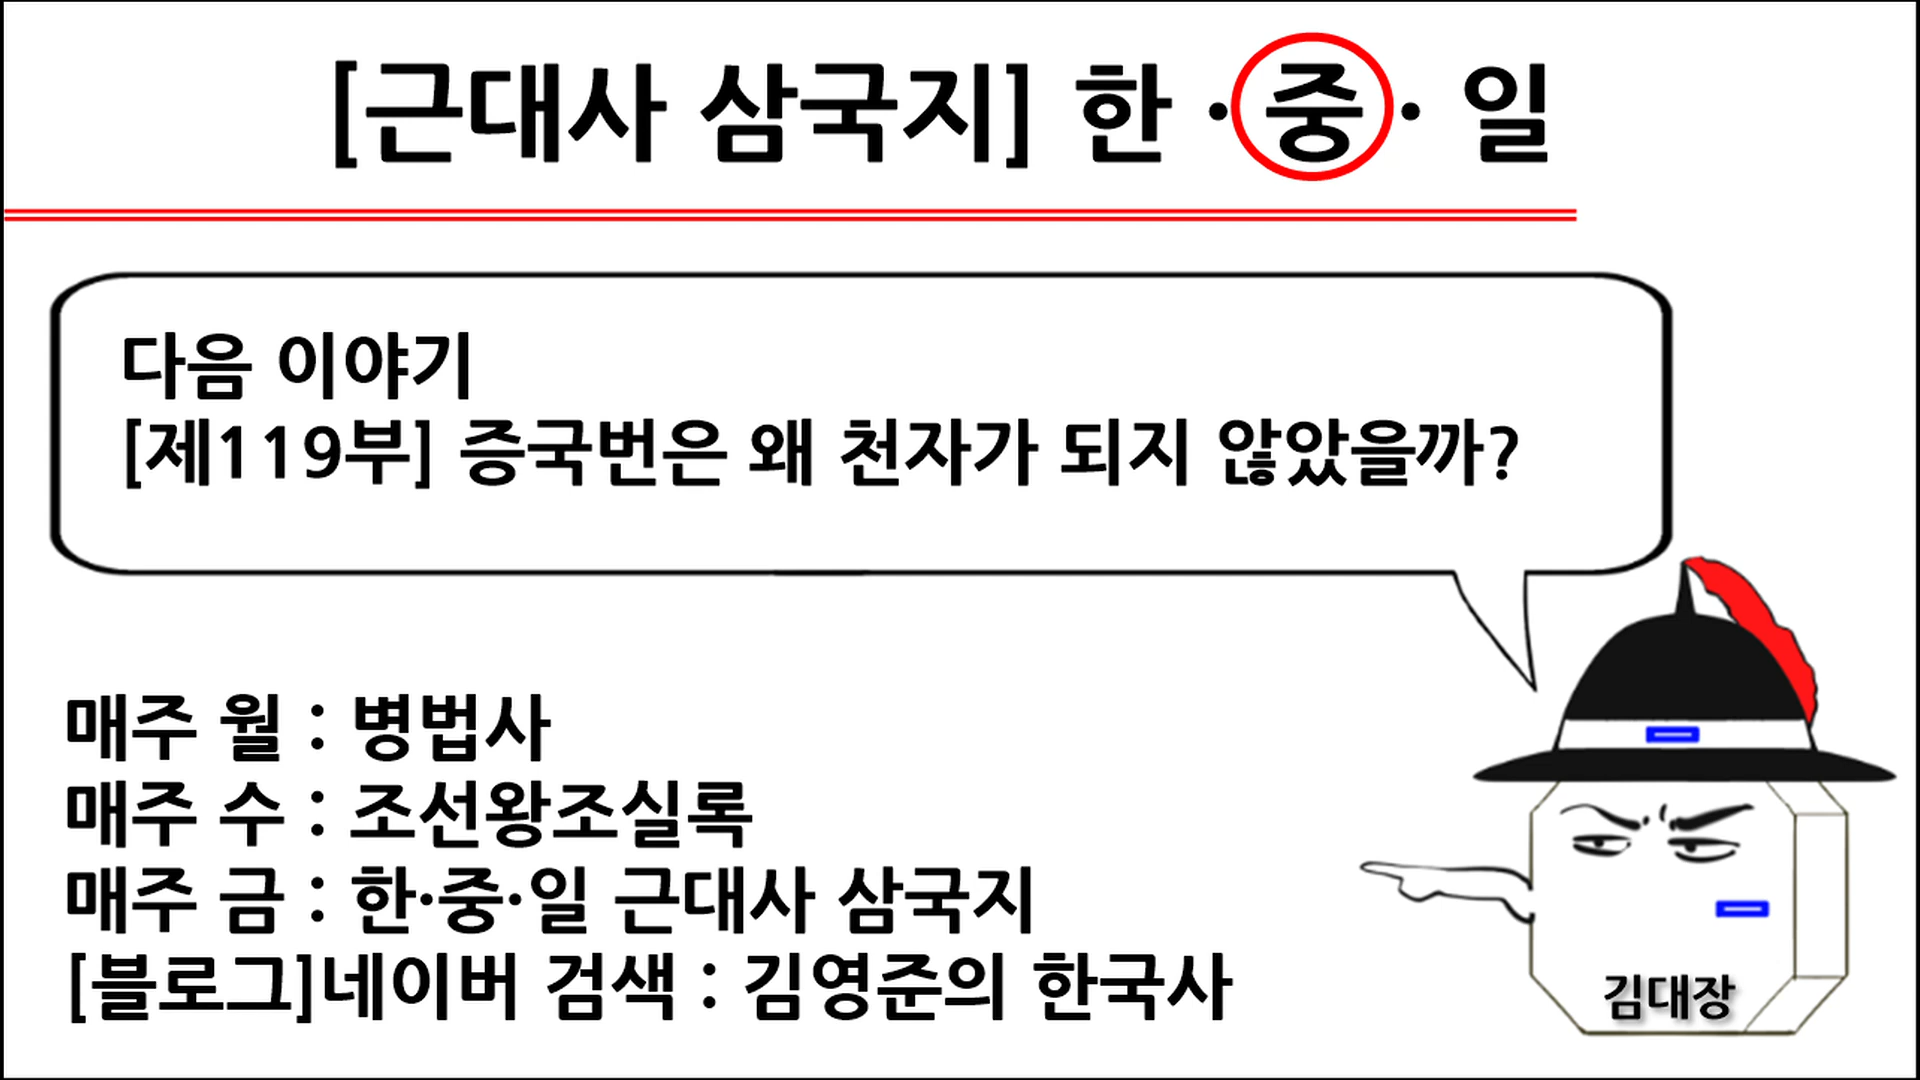 [근대사 삼국지] 한 · 중 · 일
다음 이야기
[제119부] 증국번은 왜 천자가 되지 않았을까?
매주 월 : 병법사
매주 수 : 조선왕조실록
매주 금 : 한·중·일 근대사 삼국지
[블로그]네이버 검색 : 김영준의 한국사
김대장